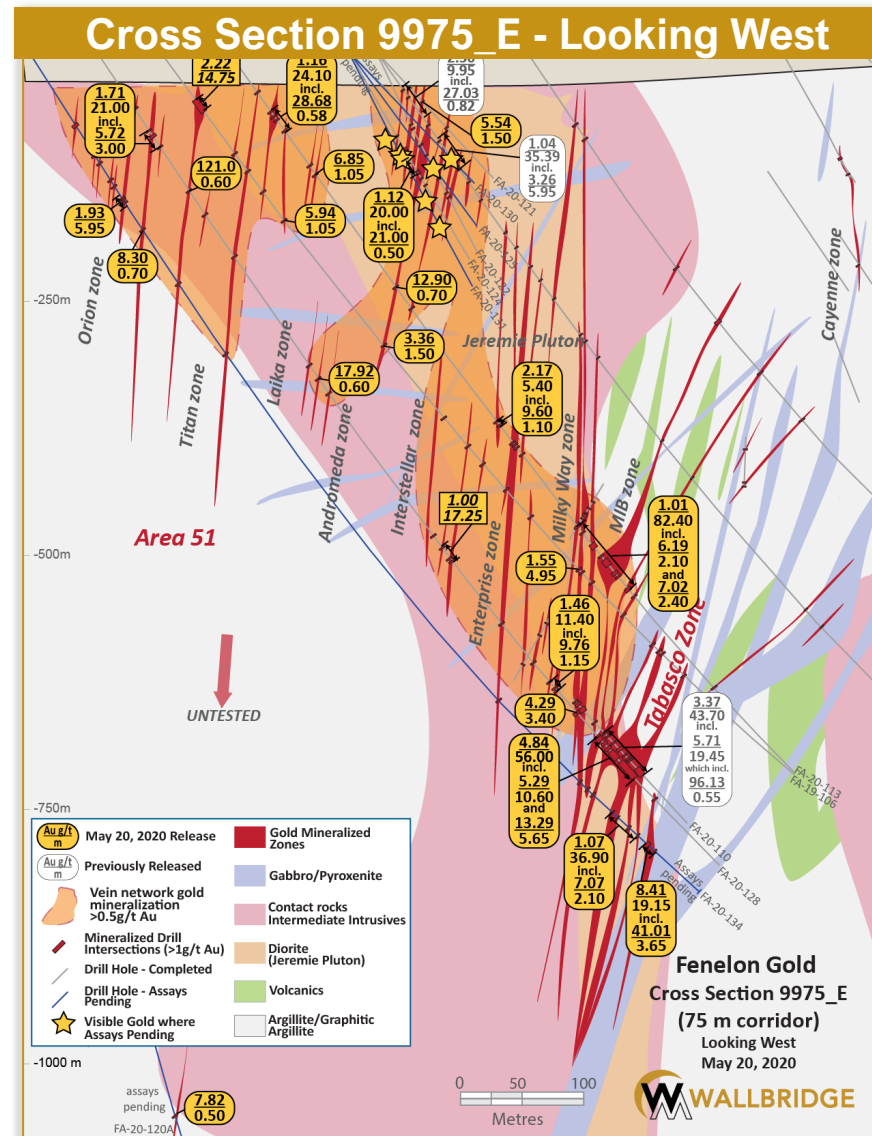 Cross Section 9975_E - Looking West
2.22
14.75
1.16
24.10
incl.
28.68
0.58
Assays
pending
9.95
incl.
27.03
0.82
1.71
21.00
incl.
5.72
3.00
5.54
1.50
1.04
35.39
incl.
3.26
5.95
121.0
0.60
6.85
1.05
1.12
20.00
incl.
21.00
0.50
FA-20-121
FA-20-130
1.93
5.95
5.94
1.05
FA-20-125
8.30
0.70
FA-20-122
FA-20-124
FA-20-131
12.90
0.70
-250m
Orion zone
Cayenne zone
Laika zone
3.36
1.50
Jeremie Pluton
Titan zone
17.92
0.60
2.17
5.40
incl.
9.60
1.10
Andromeda zone
Interstellar zone
Milky Way zone
MIB zone
1.00
17.25
1.01
82.40
incl.
6.19
2.10
and
7.02
2.40
Area 51
-500m
Enterprise zone
1.55
4.95
1.46
11.40
incl.
9.76
1.15
Tabasco Zone
UNTESTED
4.29
3.40
3.37
43.70
incl.
5.71
19.45
which incl.
96.13
0.55
4.84
56.00
incl.
5.29
10.60
and
13.29
5.65
FA-20-113
FA-19-106
-750m
FA-20-110
1.07
36.90
incl.
7.07
2.10
Assays
pending
FA-20-128
FA-20-134
8.41
19.15
incl.
41.01
3.65
Au g/t
m
May 20, 2020 Release
Au g/t
m
Previously Released
Vein network gold
mineralization
>0.5g/t Au
Mineralized Drill
Intersections (>1g/t Au)
Drill Hole - Completed
Drill Hole - Assays
Pending
Visible Gold where
Assays Pending
Gold Mineralized
Zones
Gabbro/Pyroxenite
Contact rocks
Intermediate Intrusives
Diorite
(Jeremie Pluton)
Volcanics
Argillite/Graphitic
Argillite
Fenelon Gold
Cross Section 9975_E
(75 m corridor)
Looking West
May 20, 2020
-1000 m
assays
pending
FA-20-120A
7.82
0.50
0 50 100
Metres
WALLBRIDGE